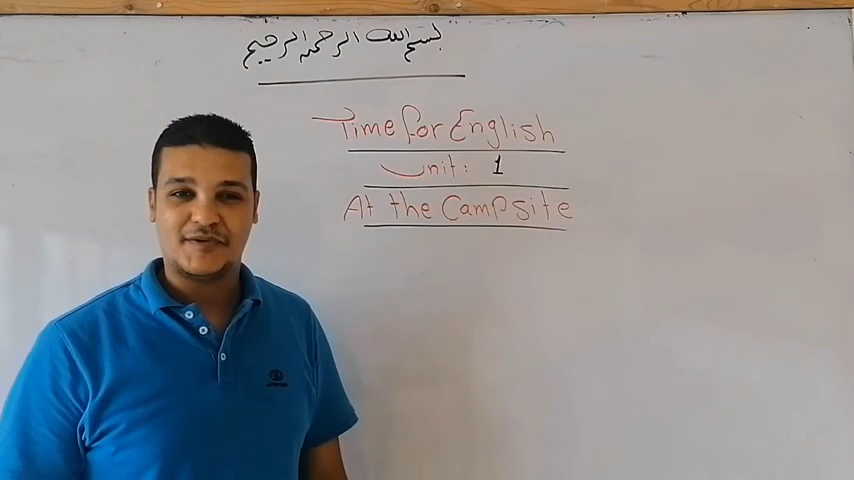 بسم الله الرحمن الرحيم
Time for English
Unit: 1
At the Campsite